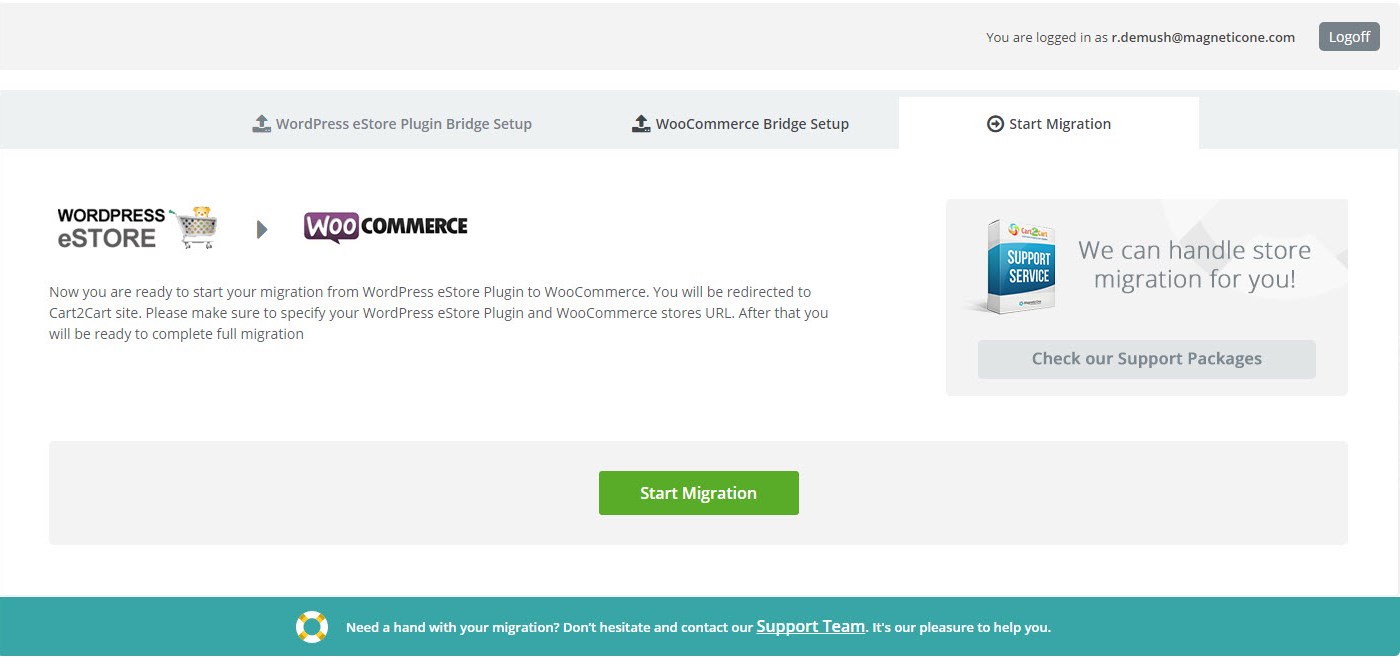 You are logged in as r.demush@magneticone.com Logoff
WordPress eStore Plugin Bridge Setup WooCommerce Bridge Setup Start Migration
WORDPRESS
eSTORE
WOO COMMERCE
Now you are ready to start your migration from WordPress eStore Plugin to WooCommerce. You will be redirected to
Cart2Cart site. Please make sure to specify your WordPress eStore Plugin and WooCommerce stores URL. After that you
will be ready to complete full migration
Cart2Cart
SUPPORT
SERVICE
We can handle store
migration for you!
Check our Support Packages
Start Migration
Need a hand with your migration? Don't hesitate and contact our Support Team. It's our pleasure to help you.